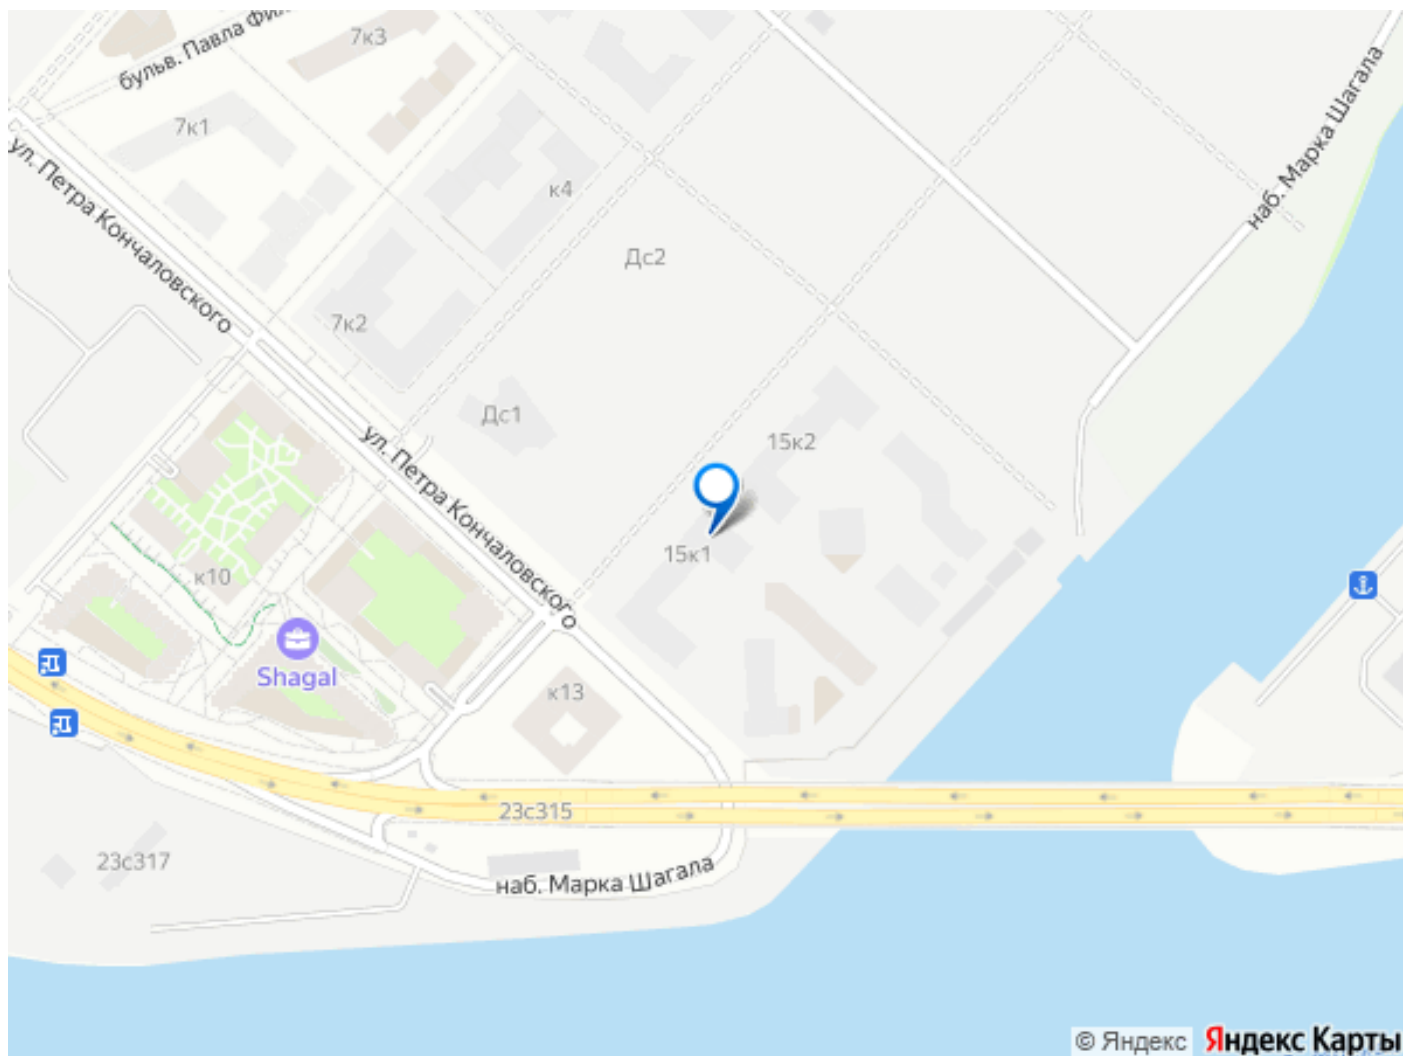 7к3
бульв. Павла Фил
7к1
ул. Петра Кончаловского
наб. Марка Шагала
к4
Дс2
7к2
Дс1
ул. Петра Кончаловского
15к2
15к1
к10
Shagal
к13
23с315
23с317
наб. Марка Шагала
© Яндекс Яндекс Карты